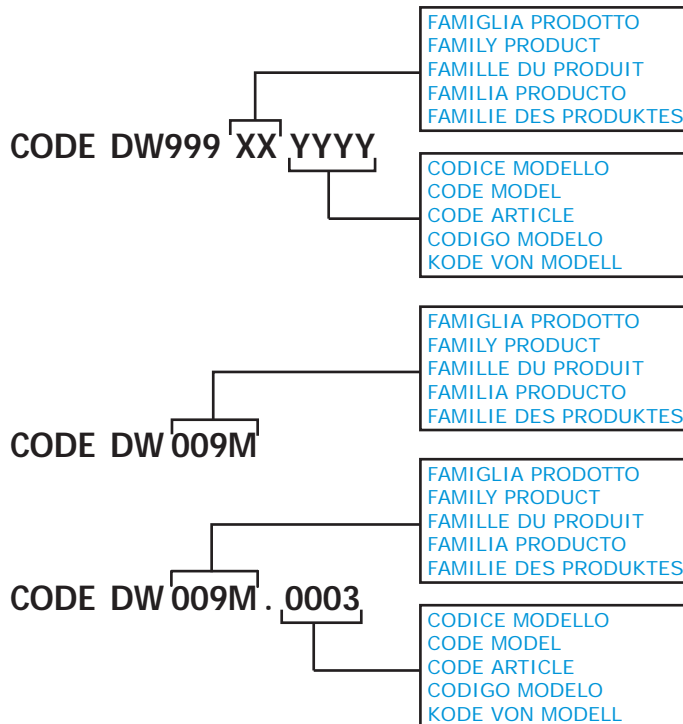 FAMIGLIA PRODOTTO
FAMILY PRODUCT
FAMILLE DU PRODUIT
FAMILIA PRODUCTO
FAMILIE DES PRODUKTES
CODE DW999 XX YYYY
CODICE MODELLO
CODE MODEL
CODE ARTICLE
CODIGO MODELO
KODE VON MODELL
FAMIGLIA PRODOTTO
FAMILY PRODUCT
FAMILLE DU PRODUIT
FAMILIA PRODUCTO
FAMILIE DES PRODUKTES
CODE DW 009M
FAMIGLIA PRODOTTO
FAMILY PRODUCT
FAMILLE DU PRODUIT
FAMILIA PRODUCTO
FAMILIE DES PRODUKTES
CODE DW 009M . 0003
CODICE MODELLO
CODE MODEL
CODE ARTICLE
CODIGO MODELO
KODE VON MODELL